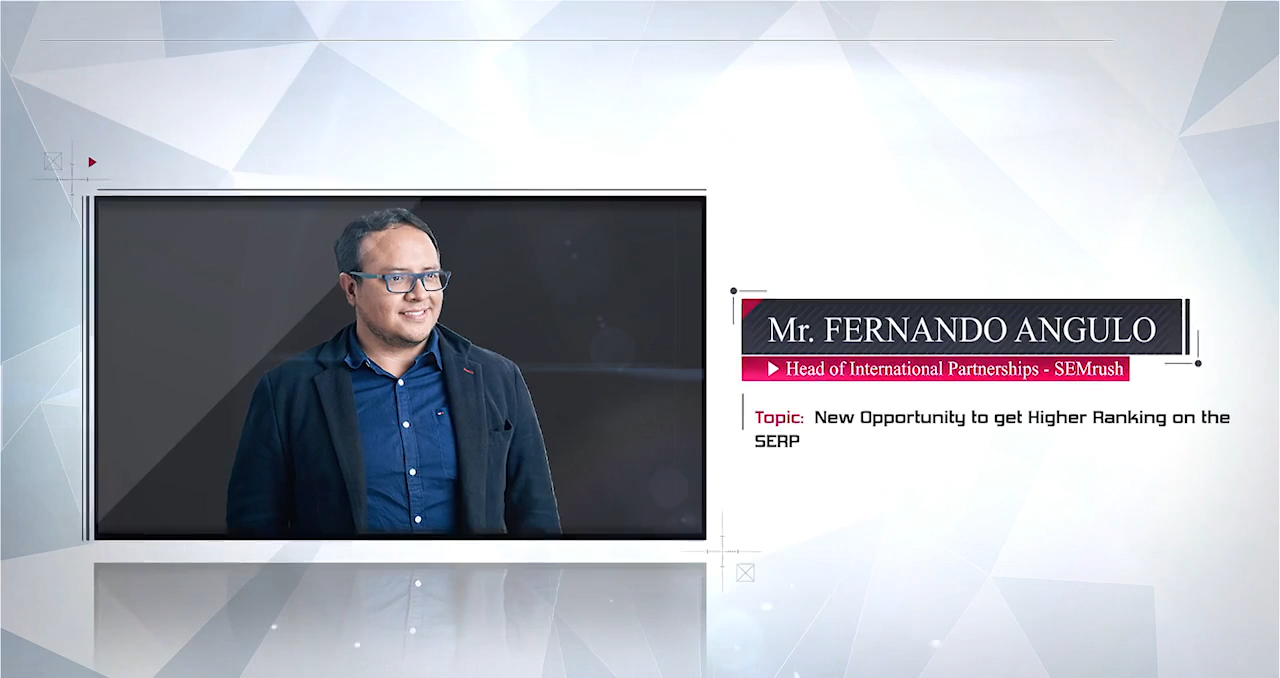 Mr. FERNANDO ANGULO
Head of International Partnerships - SEMrush
Topic: New Opportunity to get Higher Ranking on the
SERP